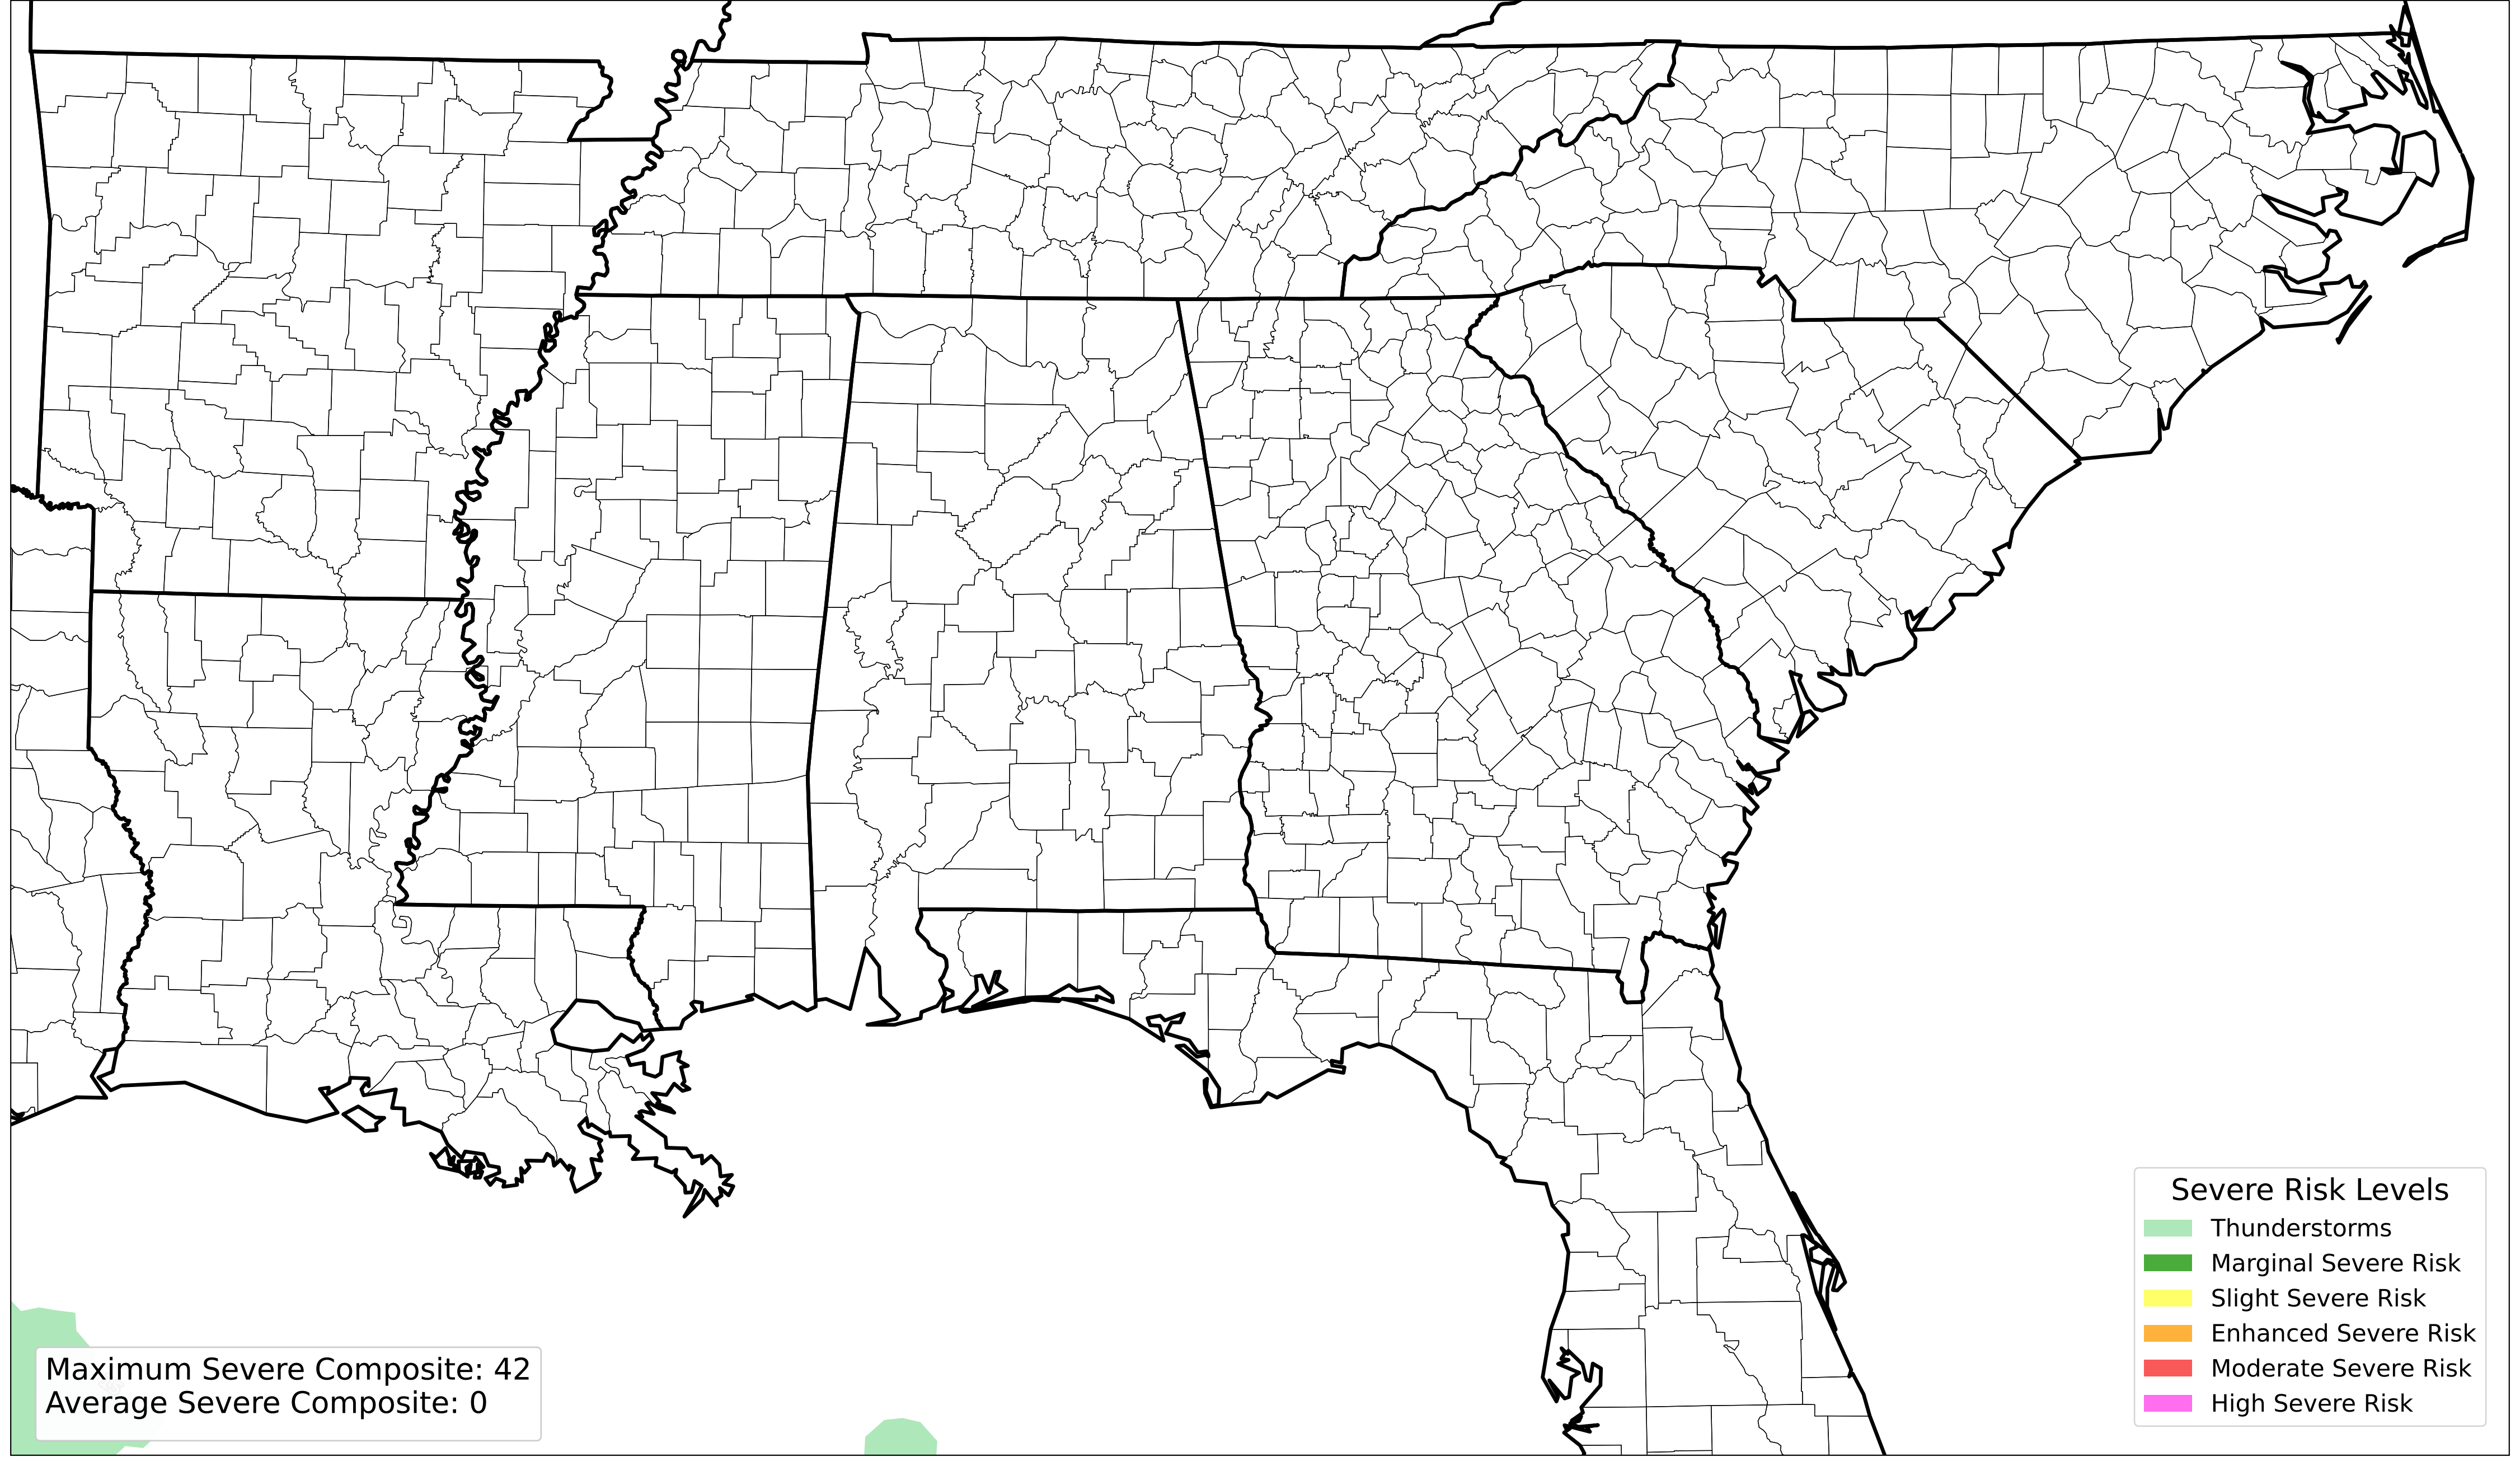 Severe Risk Levels
Thunderstorms
Marginal Severe Risk
Slight Severe Risk
Enhanced Severe Risk
Moderate Severe Risk
High Severe Risk
Maximum Severe Composite: 42
Average Severe Composite: 0